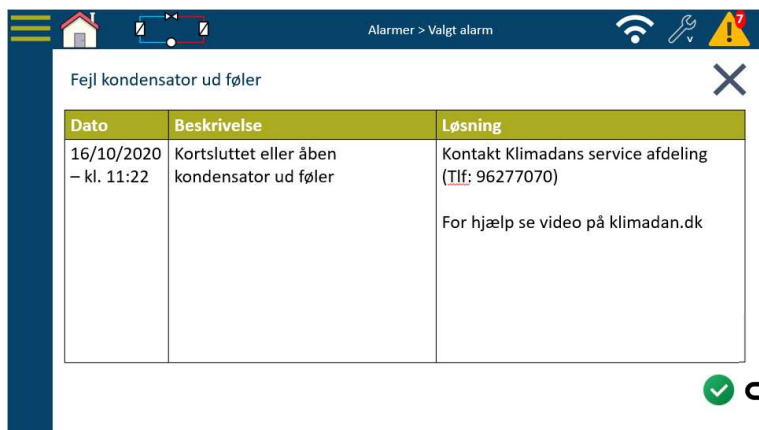 Alarmer > Valgt alarm
v
7
Fejl kondensator ud føler
Dato Beskrivelse Løsning
16/10/2020 Kortsluttet eller åben Kontakt Klimadans service afdeling
– kl. 11:22 kondensator ud føler (Tlf: 96277070)
For hjælp se video på klimadan.dk